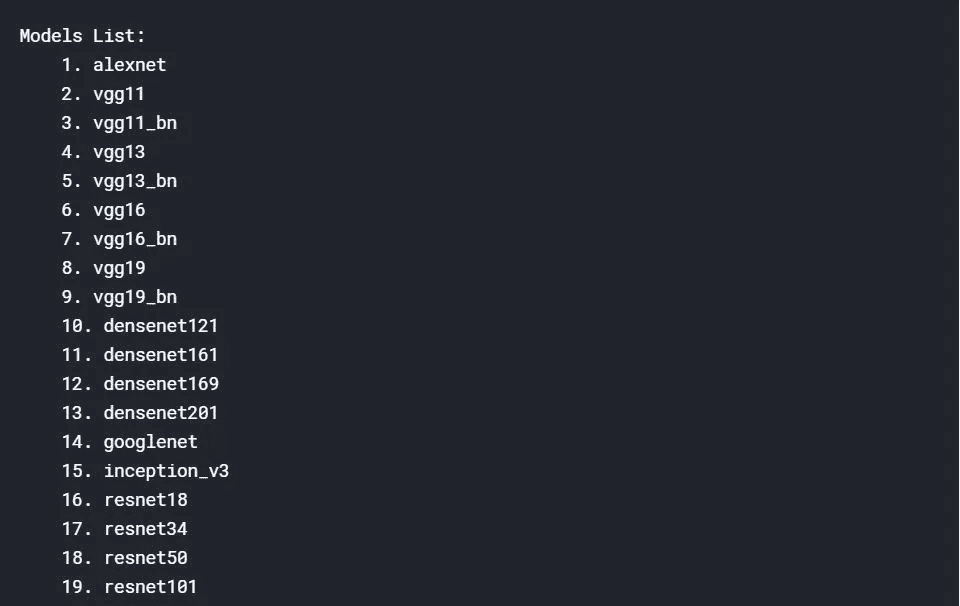 Models List:
1. alexnet
2. vgg11
3. vgg11_bn
4. vgg13
5. vgg13_bn
6. vgg16
7. vgg16_bn
8. vgg19
9. vgg19_bn
10. densenet121
11. densenet161
12. densenet169
13. densenet201
14. googlenet
15. inception_v3
16. resnet18
17. resnet34
18. resnet50
19. resnet101